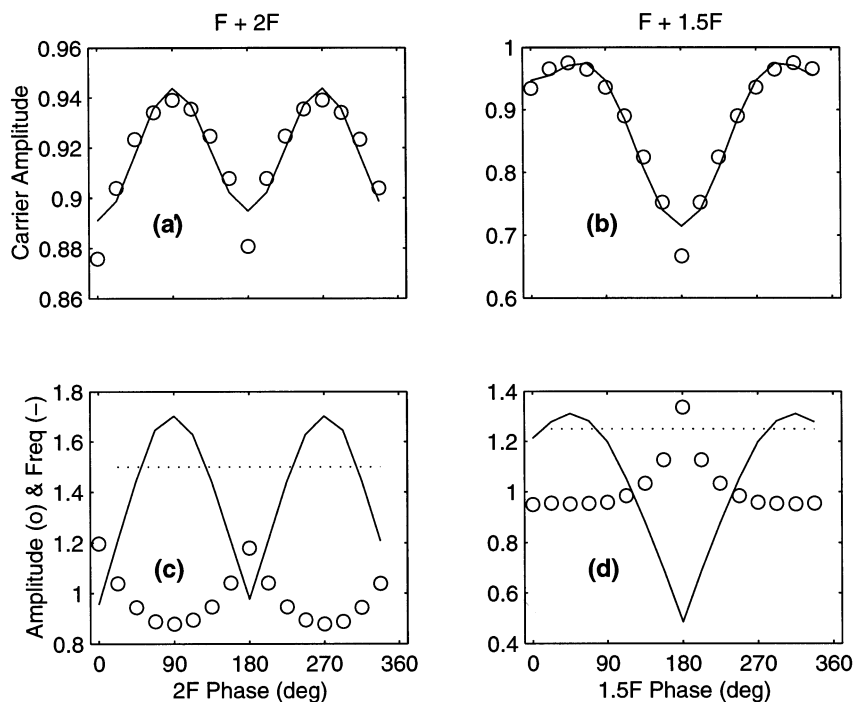 F + 2F
F + 1.5F
Carrier Amplitude
0.96
0.94
0.92
0.9
0.88
0.86
(a)
1
0.9
0.8
0.7
0.6
(b)
Amplitude (o) & Freq (−)
1.8
1.6
1.4
1.2
1
0.8
(c)
0 90 180 270 360
2F Phase (deg)
1.4
1.2
1
0.8
0.6
0.4
(d)
0 90 180 270 360
1.5F Phase (deg)